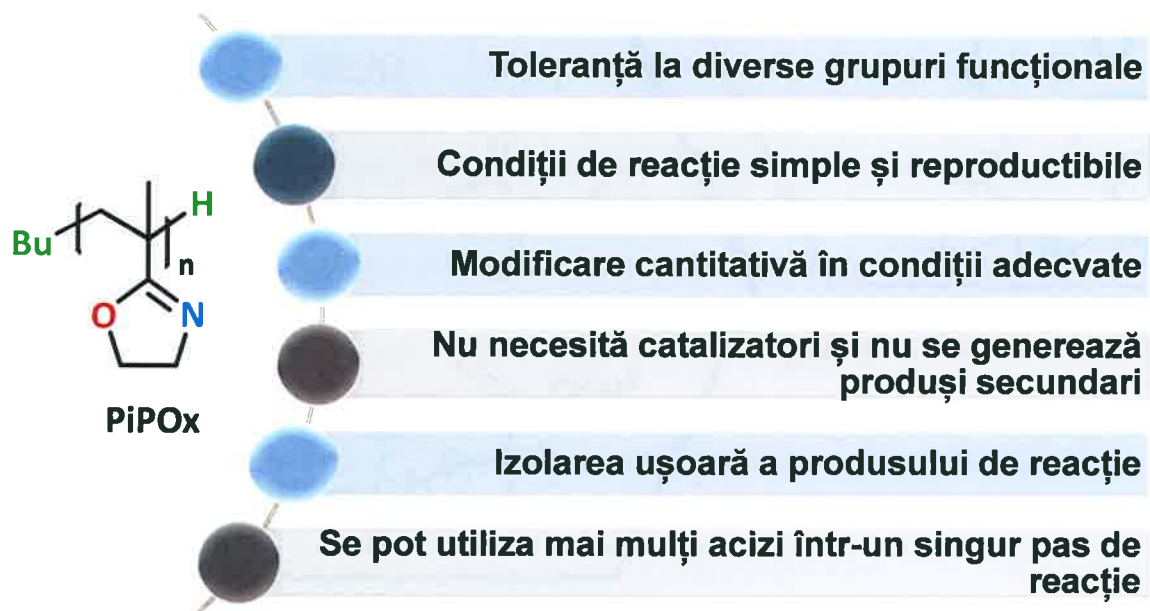 Toleranță la diverse grupuri funcționale
Condiții de reacție simple și reproductibile
Modificare cantitativă în condiții adecvate
Nu necesită catalizatori și nu se generează
produși secundari
Izolarea ușoară a produsului de reacție
Se pot utiliza mai mulți acizi într-un singur pas de
reacție
Bu
H
n
O
N
PiPOx